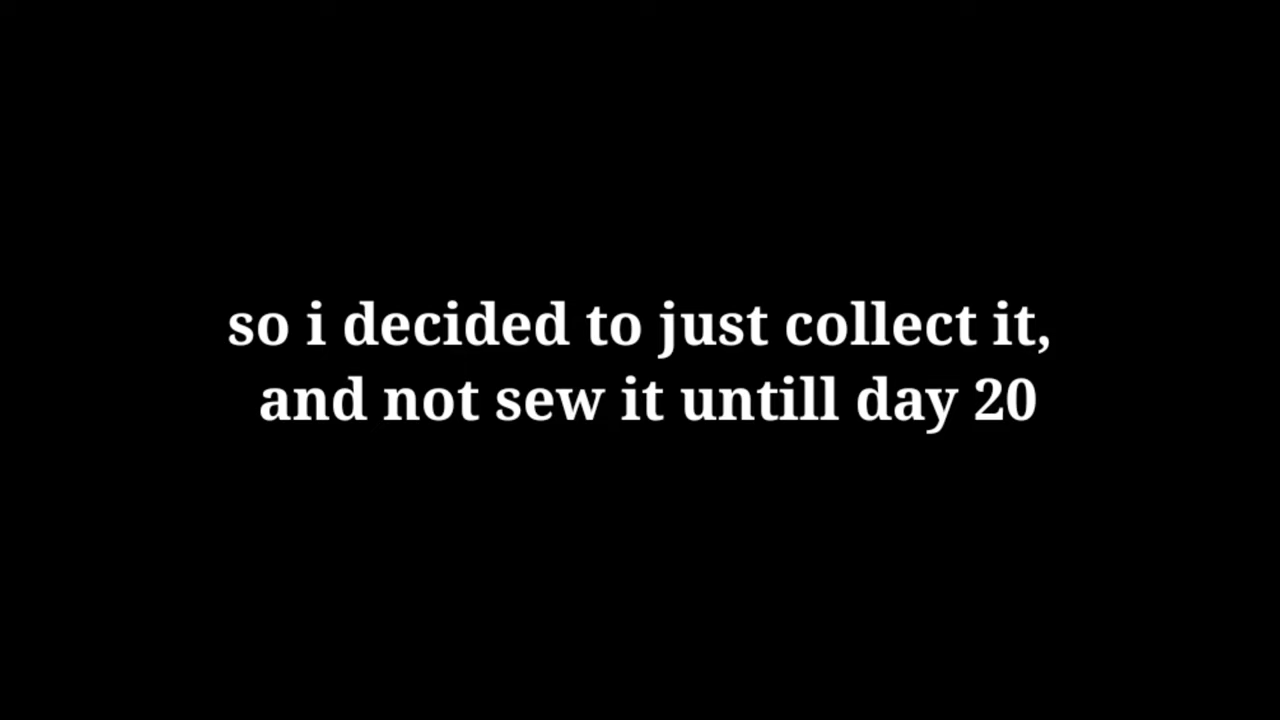 so i decided to just collect it,
and not sew it untill day 20